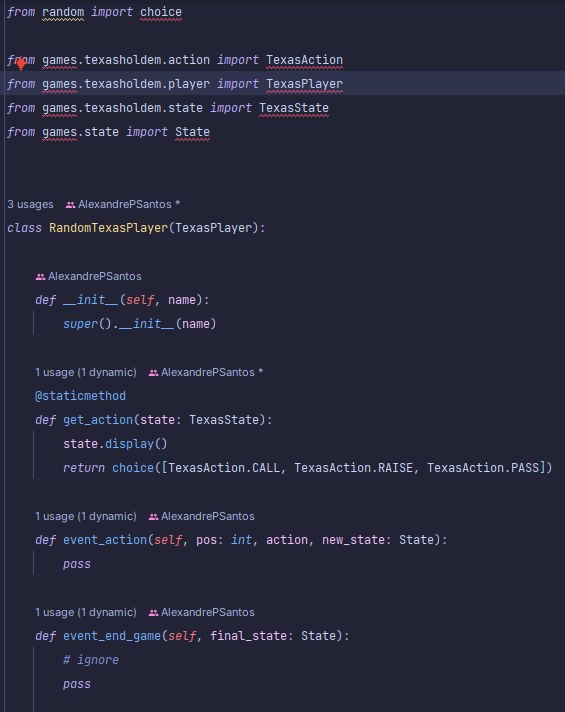 from random import choice
from games.texasholdem.action import TexasAction
from games.texasholdem.player import TexasPlayer
from games.texasholdem.state import TexasState
from games.state import State
3 usages AlexandrePSantos *
class RandomTexasPlayer(TexasPlayer):
AlexandrePSantos
def __init__(self, name):
super().__init__(name)
1 usage (1 dynamic) AlexandrePSantos *
@staticmethod
def get_action(state: TexasState):
state.display()
return choice([TexasAction.CALL, TexasAction.RAISE, TexasAction.PASS])
1 usage (1 dynamic) AlexandrePSantos
def event_action(self, pos: int, action, new_state: State):
pass
1 usage (1 dynamic) AlexandrePSantos
def event_end_game(self, final_state: State):
# ignore
pass